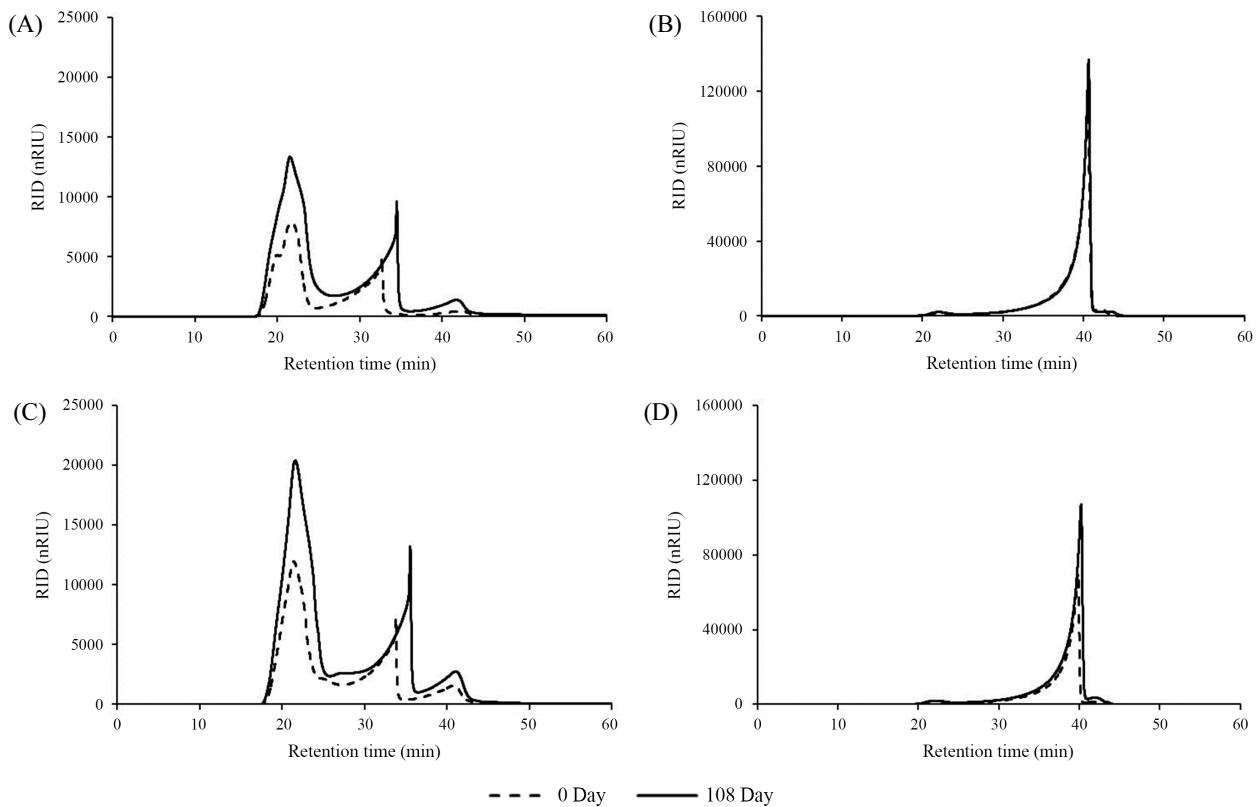 (A)
25000
20000
15000
10000
5000
0
RID (nRIU)
0 10 20 30 40 50 60
Retention time (min)
(B)
160000
120000
80000
40000
0
RID (nRIU)
0 10 20 30 40 50 60
Retention time (min)
(C)
25000
20000
15000
10000
5000
0
RID (nRIU)
0 10 20 30 40 50 60
Retention time (min)
(D)
160000
120000
80000
40000
0
RID (nRIU)
0 10 20 30 40 50 60
Retention time (min)
0 Day 108 Day